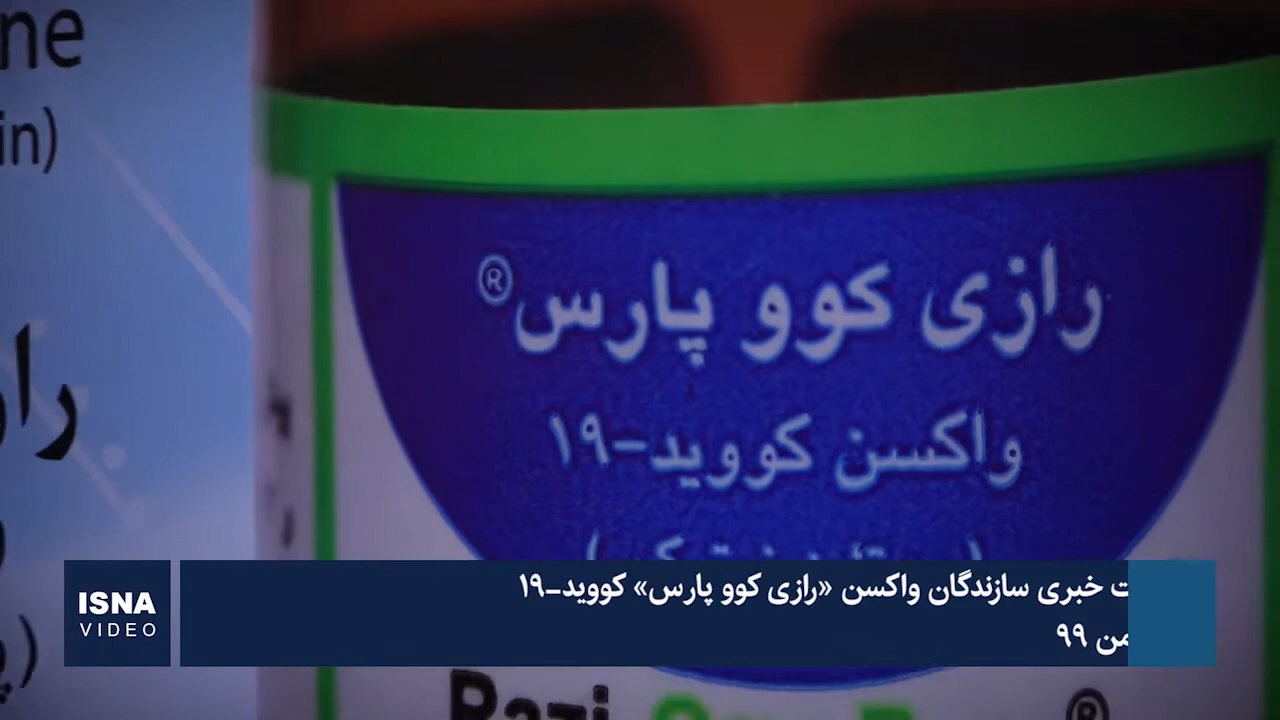 رازی کوو پارس®
واکسن کووید-۱۹
ت خبری سازندگان واکسن «رازی کوو پارس» کووید-۱۹
من ۹۹
ISNA
VIDEO
Razi
®
ne
in)